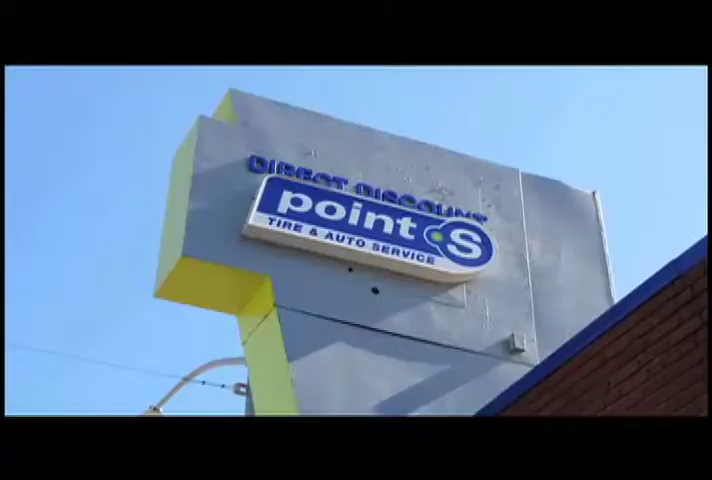 DIRECT DISCOUNT
point S
TIRE & AUTO SERVICE